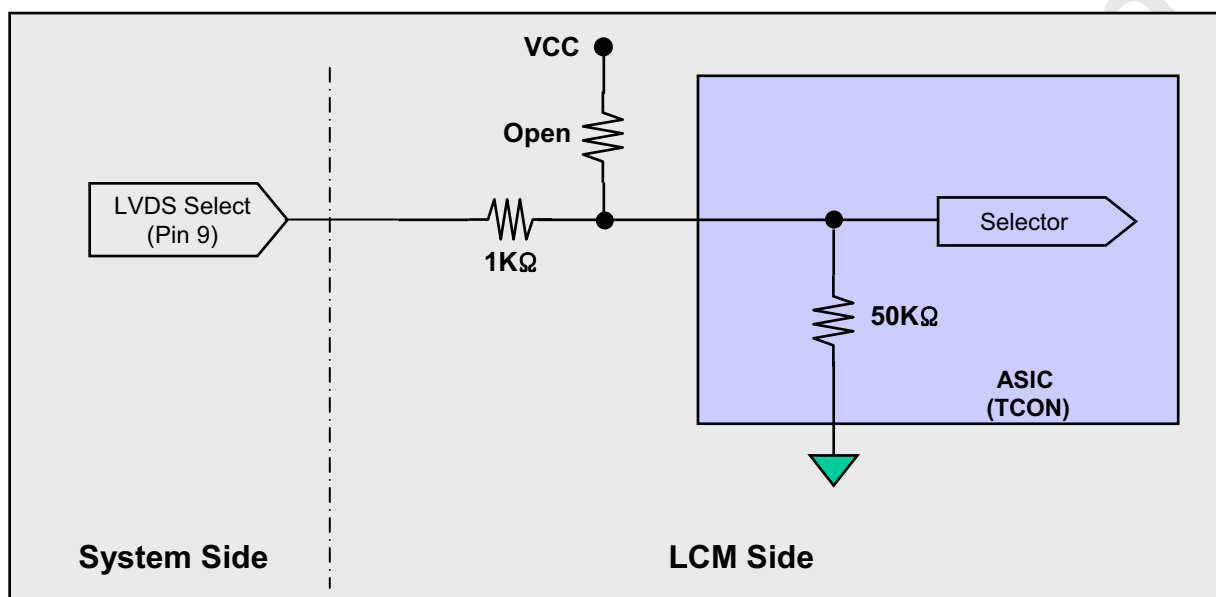 VCC
Open
LVDS Select
(Pin 9)
1KΩ
Selector
50KΩ
ASIC
(TCON)
System Side
LCM Side